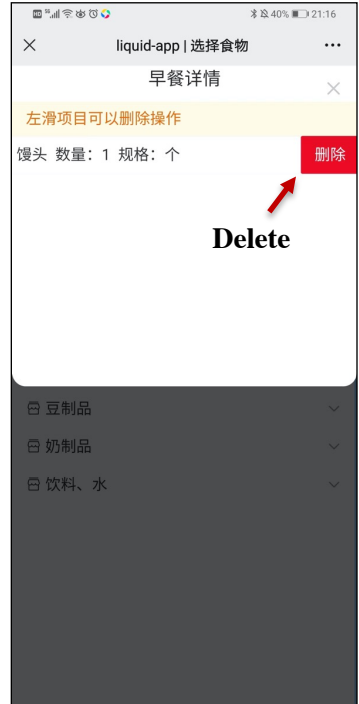 HD 5G 40% 21:16
liquid-app | 选择食物
早餐详情
左滑项目可以删除操作
馒头 数量：1 规格：个 删除
Delete
豆制品
奶制品
饮料、水